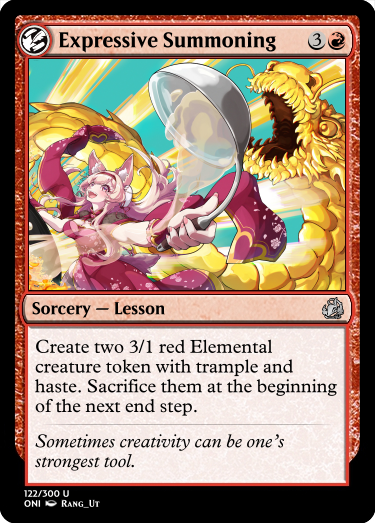 Expressive Summoning 3
Sorcery — Lesson
Create two 3/1 red Elemental
creature token with trample and
haste. Sacrifice them at the beginning
of the next end step.
Sometimes creativity can be one's
strongest tool.
122/300 U
ONI Rang_Ut